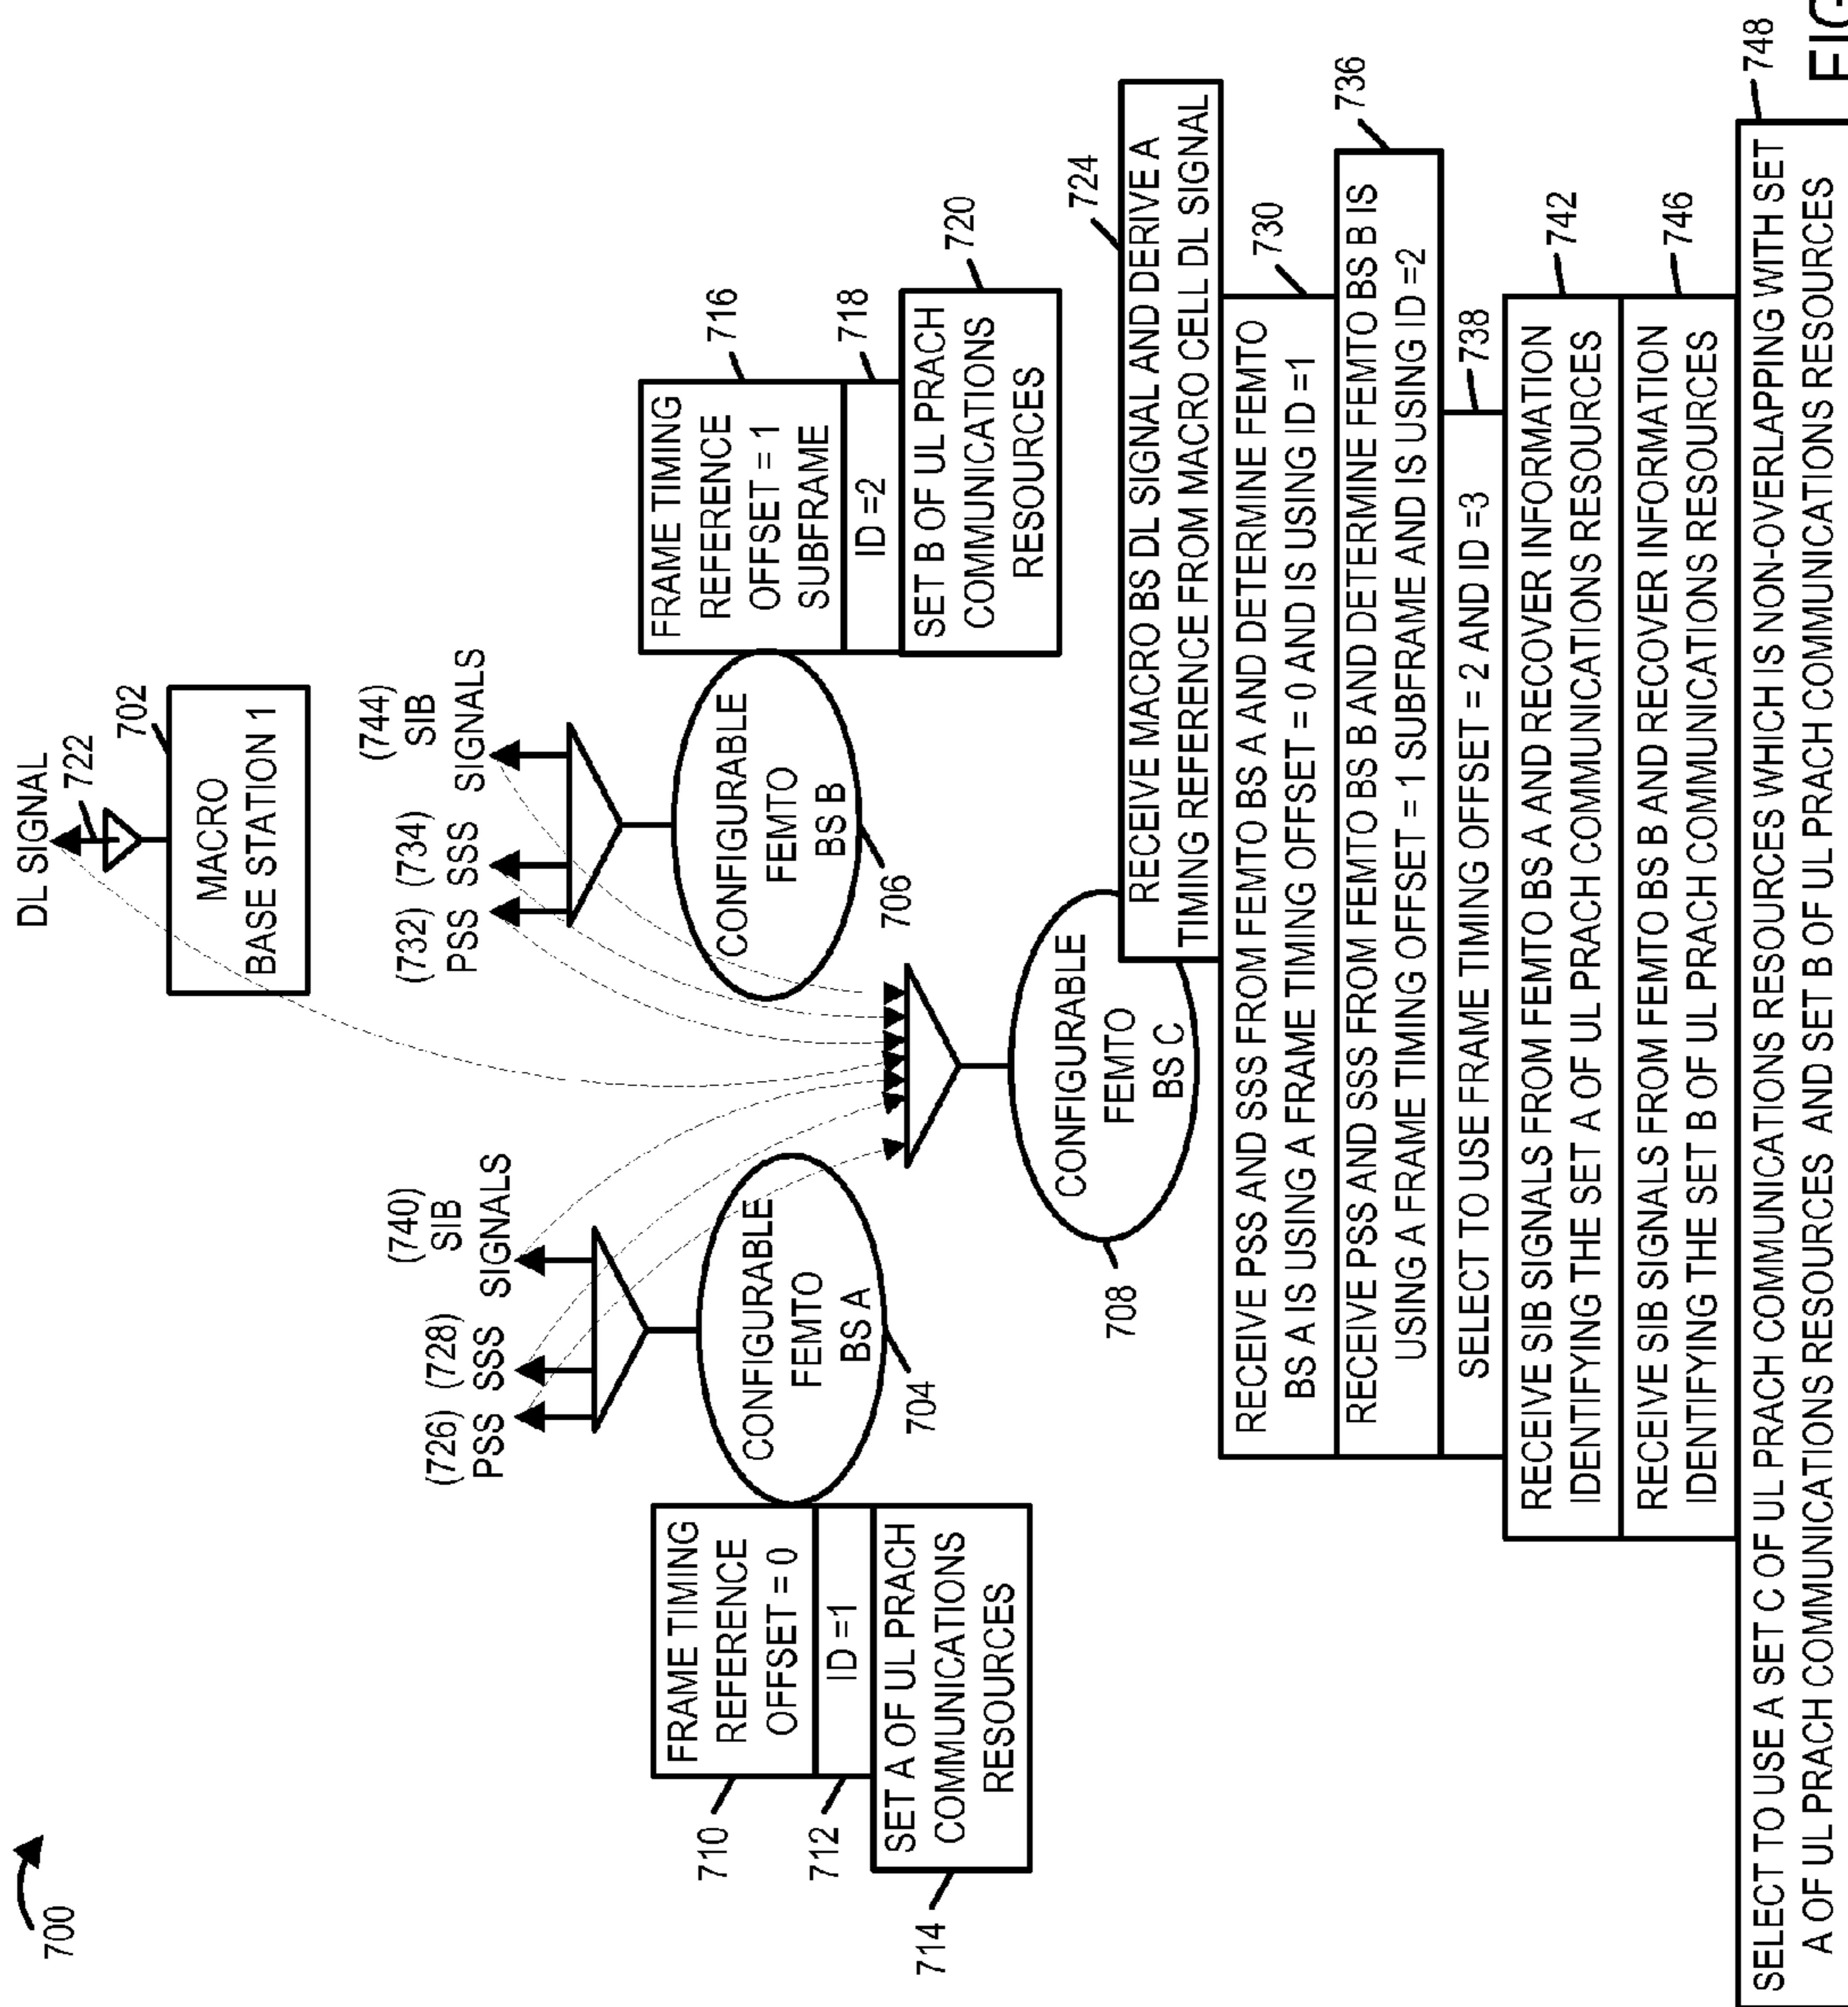 700
DL SIGNAL
722
702
MACRO
BASE STATION 1
(726) (728)
PSS SSS
(740)
SIB
SIGNALS
(732) (734)
PSS SSS
(744)
SIB
SIGNALS
FRAME TIMING
REFERENCE
OFFSET = 0
710
ID =1
712
SET A OF UL PRACH
COMMUNICATIONS
RESOURCES
714
CONFIGURABLE
FEMTO
BS A
704
CONFIGURABLE
FEMTO
BS B
706
FRAME TIMING
REFERENCE
OFFSET = 1
SUBFRAME
716
ID =2
718
SET B OF UL PRACH
COMMUNICATIONS
RESOURCES
720
CONFIGURABLE
FEMTO
BS C
708
724
RECEIVE MACRO BS DL SIGNAL AND DERIVE A
TIMING REFERENCE FROM MACRO CELL DL SIGNAL
730
RECEIVE PSS AND SSS FROM FEMTO BS A AND DETERMINE FEMTO
BS A IS USING A FRAME TIMING OFFSET = 0 AND IS USING ID =1
736
RECEIVE PSS AND SSS FROM FEMTO BS B AND DETERMINE FEMTO BS B IS
USING A FRAME TIMING OFFSET = 1 SUBFRAME AND IS USING ID =2
738
SELECT TO USE FRAME TIMING OFFSET = 2 AND ID =3
742
RECEIVE SIB SIGNALS FROM FEMTO BS A AND RECOVER INFORMATION
IDENTIFYING THE SET A OF UL PRACH COMMUNICATIONS RESOURCES
746
RECEIVE SIB SIGNALS FROM FEMTO BS B AND RECOVER INFORMATION
IDENTIFYING THE SET B OF UL PRACH COMMUNICATIONS RESOURCES
748
SELECT TO USE A SET C OF UL PRACH COMMUNICATIONS RESOURCES WHICH IS NON-OVERLAPPING WITH SET
A OF UL PRACH COMMUNICATIONS RESOURCES AND SET B OF UL PRACH COMMUNICATIONS RESOURCES